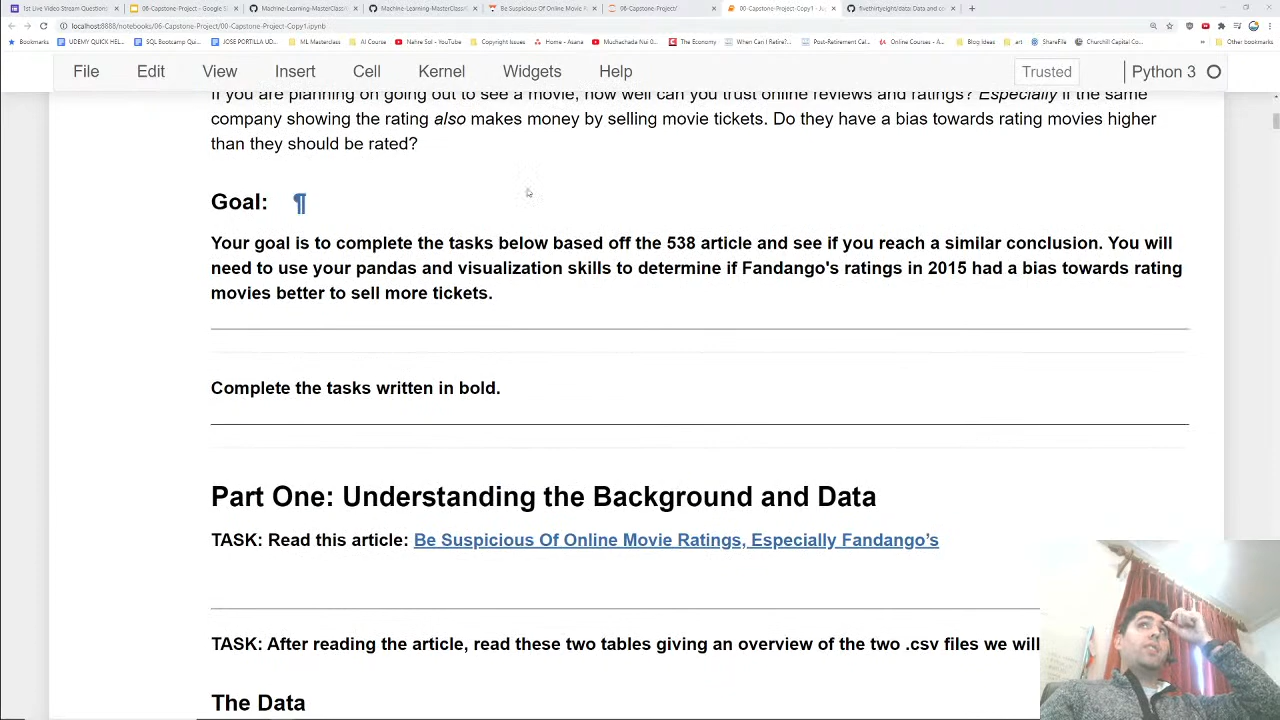 1st Live Video Stream Question:
06-Capstone-Project - Google S
Machine-Learning-MasterClass/
Machine-Learning-MasterClass/
Be Suspicious Of Online Movie R
06-Capstone-Project/
00-Capstone-Project-Copy1 - Ju
fivethirtyeight/data: Data and co
localhost:8888/notebooks/06-Capstone-Project/00-Capstone-Project-Copy1.ipynb
Bookmarks UDEMY QUICK HEL... SQL Bootcamp Qui... JOSE PORTILLA UD... ML Masterclass AI Course Nahre Sol - YouTube Copyright Issues Home - Asana Muchachada Nui 0... The Economy When Can I Retire?... Post-Retirement Cal... Online Courses - A... Blog Ideas art ShareFile Churchill Capital Co... » Other bookmarks
File Edit View Insert Cell Kernel Widgets Help Trusted Python 3
If you are planning on going out to see a movie, how well can you trust online reviews and ratings? Especially if the same
company showing the rating also makes money by selling movie tickets. Do they have a bias towards rating movies higher
than they should be rated?
Goal: ¶
Your goal is to complete the tasks below based off the 538 article and see if you reach a similar conclusion. You will
need to use your pandas and visualization skills to determine if Fandango's ratings in 2015 had a bias towards rating
movies better to sell more tickets.
Complete the tasks written in bold.
Part One: Understanding the Background and Data
TASK: Read this article: Be Suspicious Of Online Movie Ratings, Especially Fandango’s
TASK: After reading the article, read these two tables giving an overview of the two .csv files we will
The Data